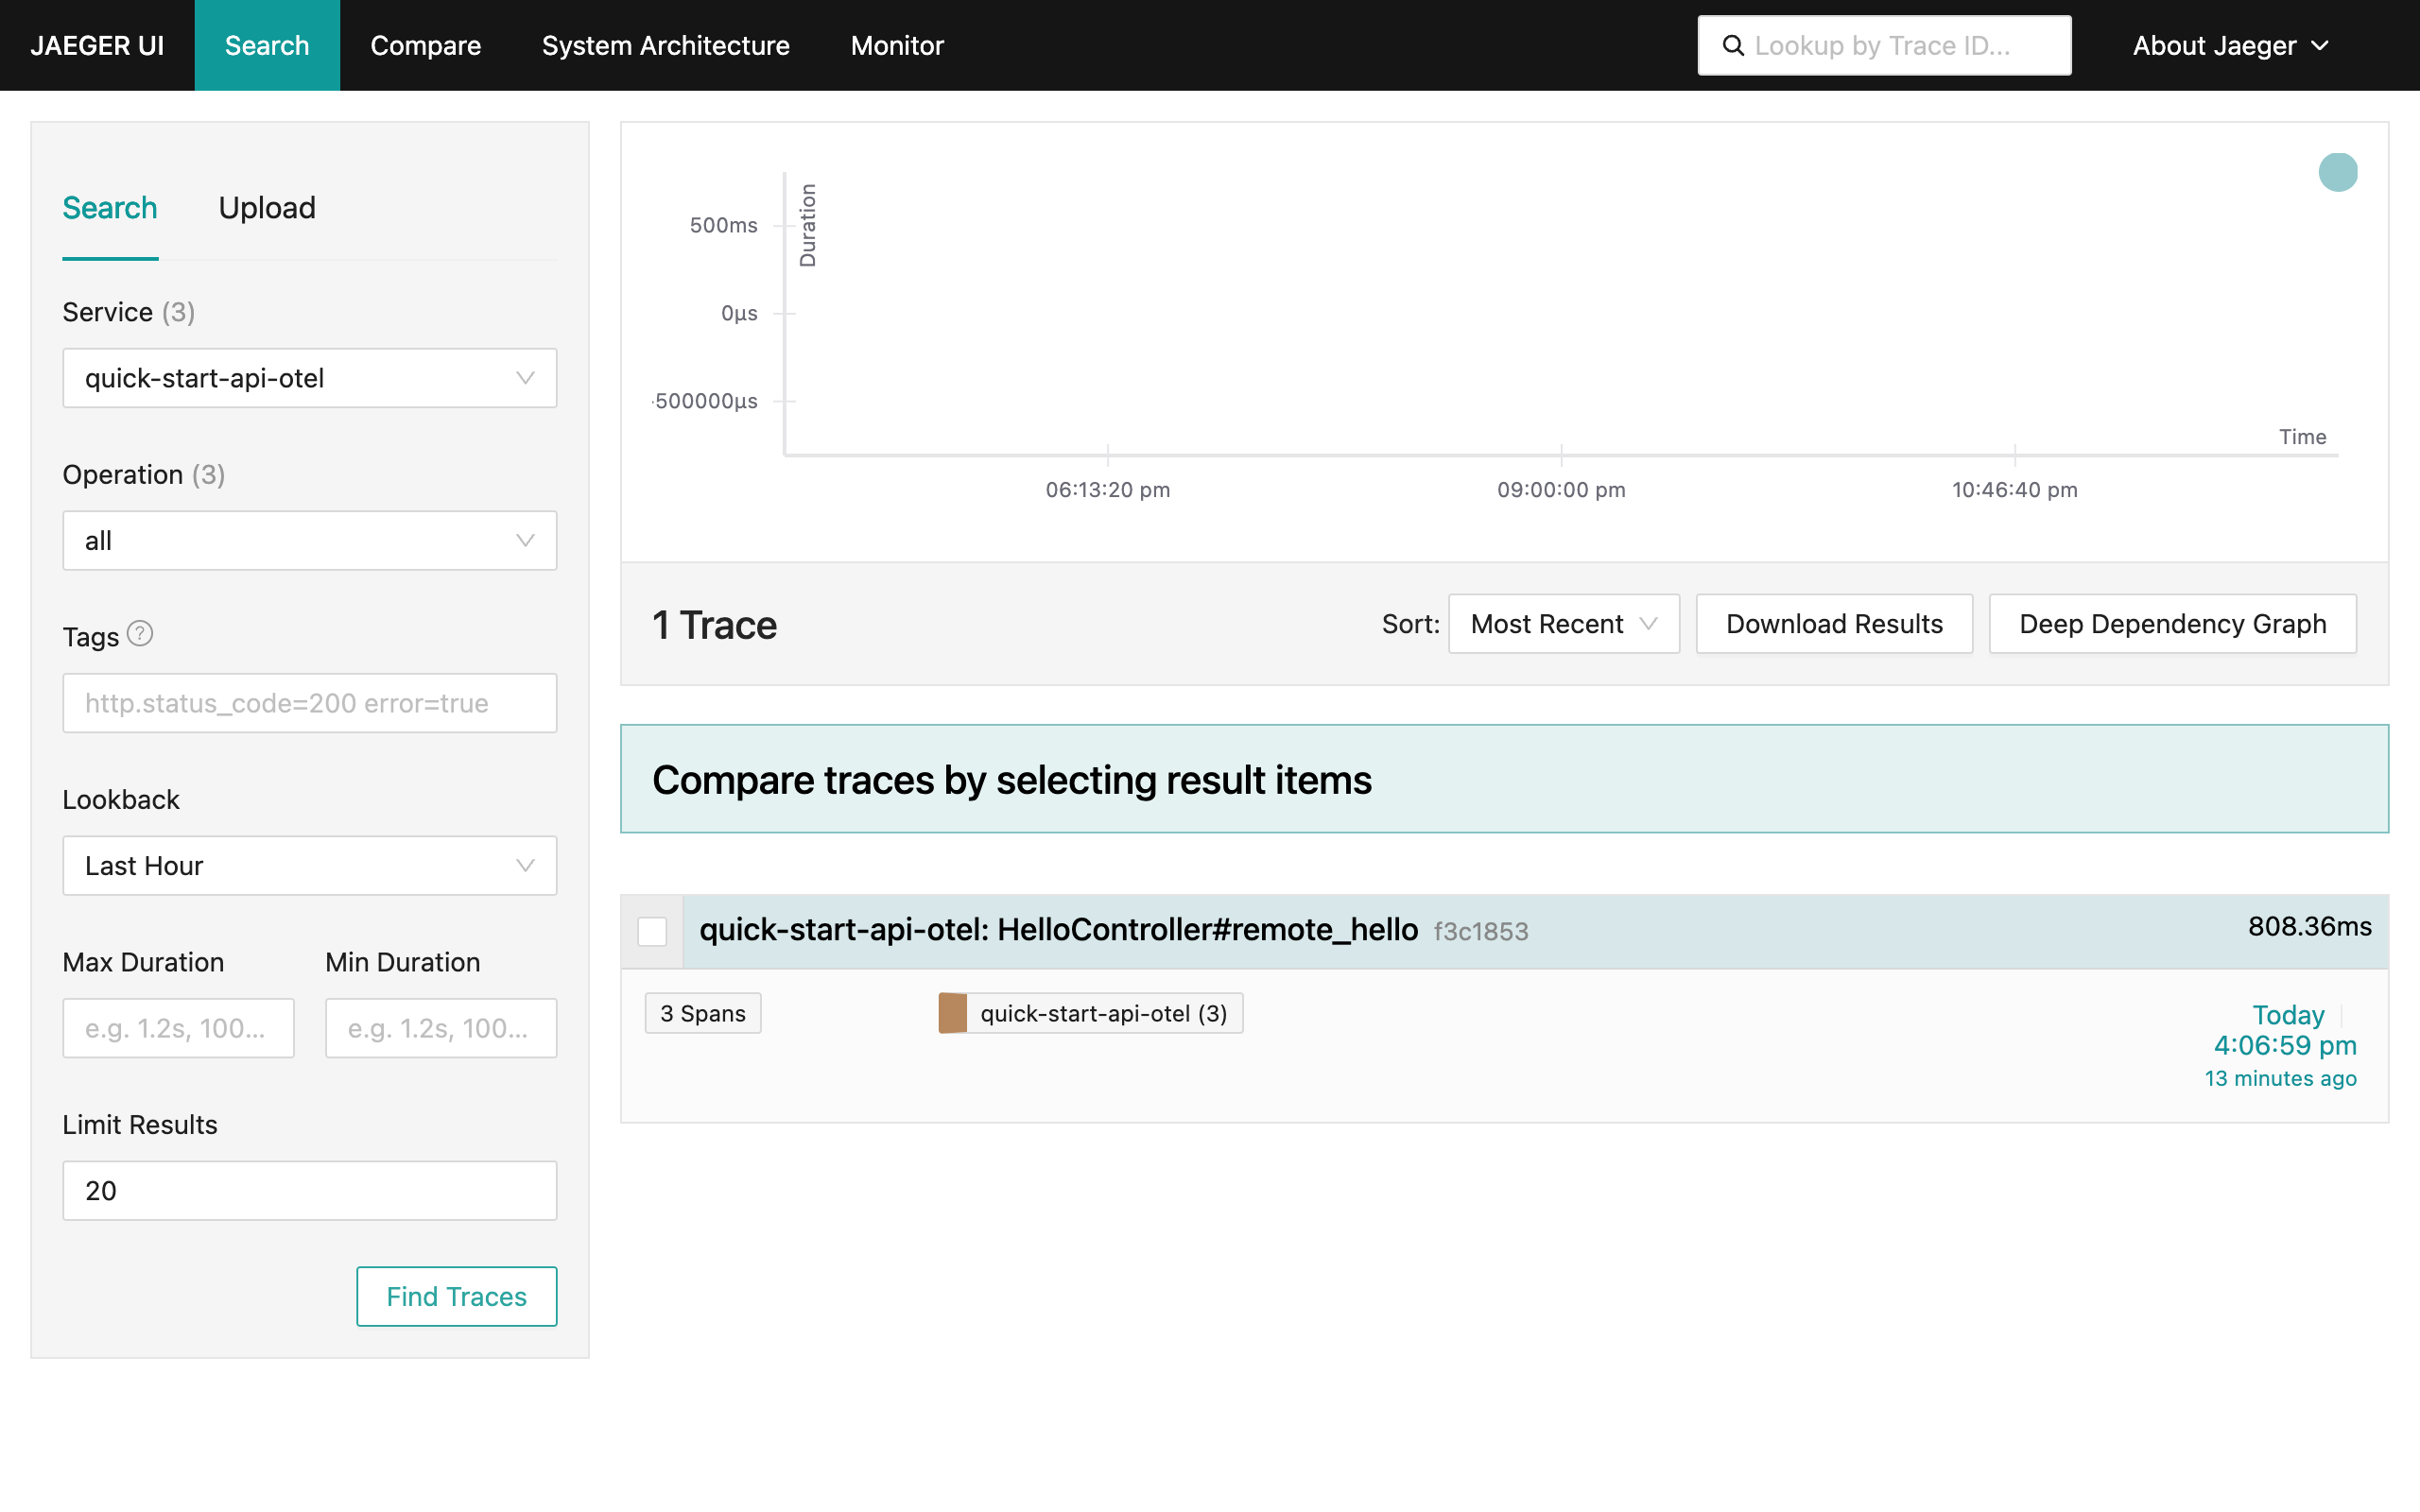 JAEGER UI
Search
Compare
System Architecture
Monitor
Lookup by Trace ID...
About Jaeger
Search
Upload
Service (3)
quick-start-api-otel
Operation (3)
all
Tags ?
http.status_code=200 error=true
Lookback
Last Hour
Max Duration
Min Duration
e.g. 1.2s, 100...
e.g. 1.2s, 100...
Limit Results
20
Find Traces
Duration
500ms
0μs
-500000μs
Time
06:13:20 pm
09:00:00 pm
10:46:40 pm
1 Trace
Sort:
Most Recent
Download Results
Deep Dependency Graph
Compare traces by selecting result items
quick-start-api-otel: HelloController#remote_hello f3c1853
808.36ms
3 Spans
quick-start-api-otel (3)
Today
4:06:59 pm
13 minutes ago